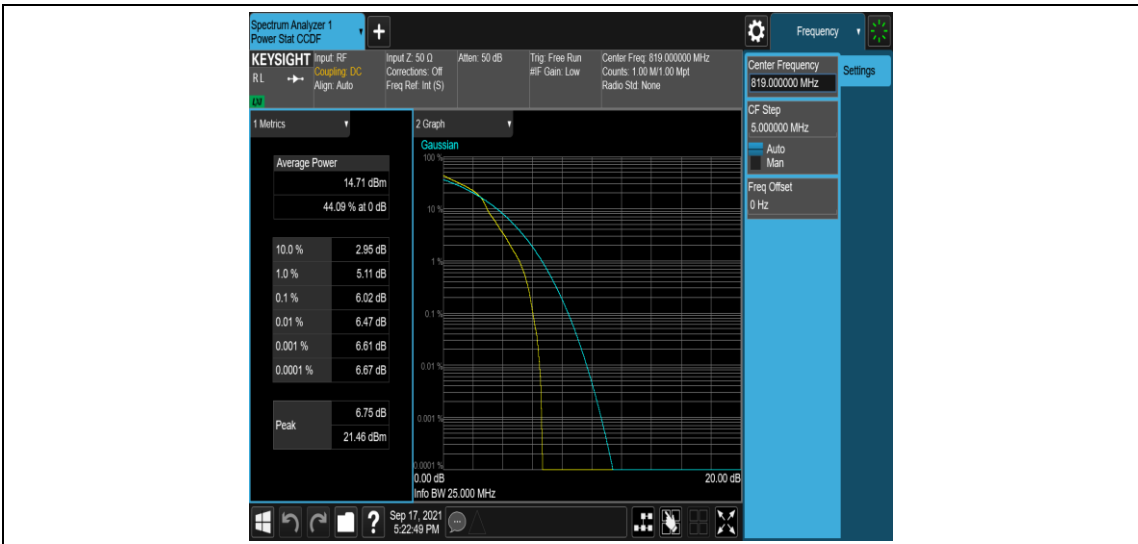 Spectrum Analyzer 1
Power Stat CCDF
+
Frequency
KEYSIGHT
RL
LXI
Input: RF
Coupling: DC
Align: Auto
Input Z: 50 Ω
Corrections: Off
Freq Ref: Int (S)
Atten: 50 dB
Trig: Free Run
#IF Gain: Low
Center Freq: 819.000000 MHz
Counts: 1.00 M/1.00 Mpt
Radio Std: None
Center Frequency
819.000000 MHz
Settings
CF Step
5.000000 MHz
Auto
Man
Freq Offset
0 Hz
1 Metrics
Average Power
14.71 dBm
44.09 % at 0 dB
10.0 % 2.95 dB
1.0 % 5.11 dB
0.1 % 6.02 dB
0.01 % 6.47 dB
0.001 % 6.61 dB
0.0001 % 6.67 dB
Peak
6.75 dB
21.46 dBm
2 Graph
Gaussian
100 %
10 %
1 %
0.1 %
0.01 %
0.001 %
0.0001 %
0.00 dB 20.00 dB
Info BW 25.000 MHz
?
Sep 17, 2021
5:22:49 PM